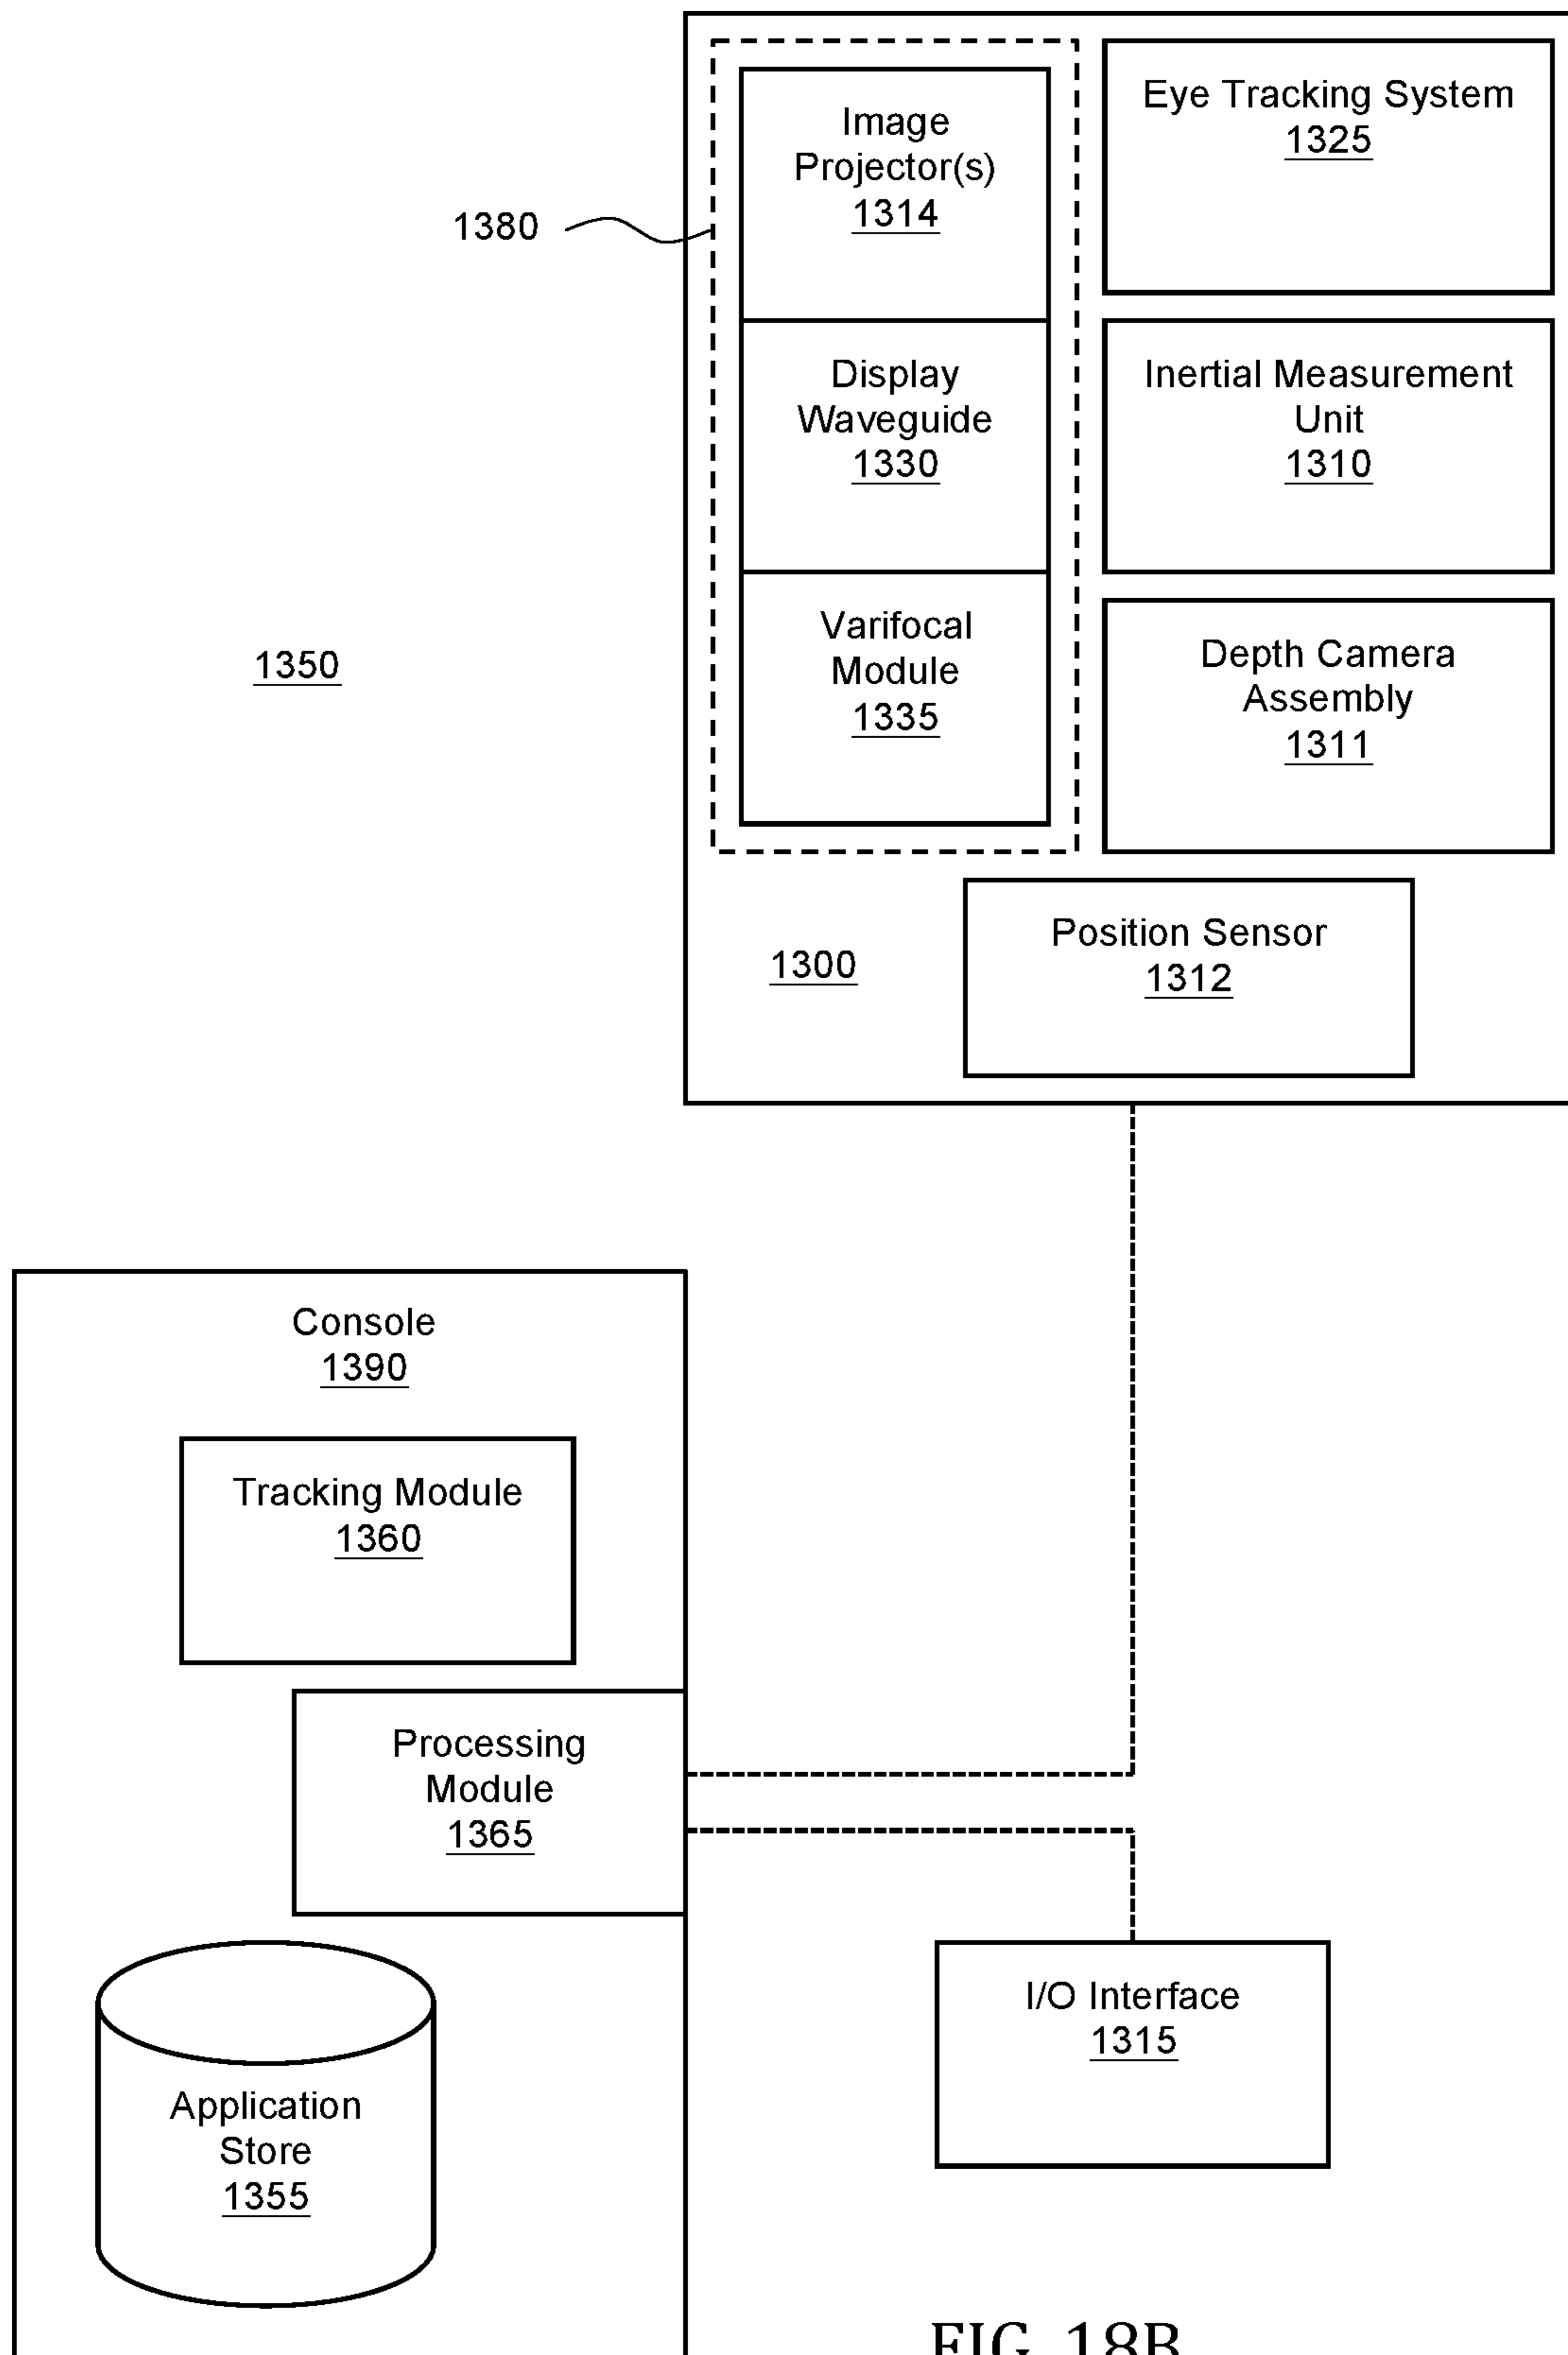 Image
Projector(s)
1314
Eye Tracking System
1325
1380
Display
Waveguide
1330
Inertial Measurement
Unit
1310
Varifocal
Module
1335
Depth Camera
Assembly
1311
1350
Position Sensor
1312
1300
Console
1390
Tracking Module
1360
Processing
Module
1365
I/O Interface
1315
Application
Store
1355
FIG. 18B